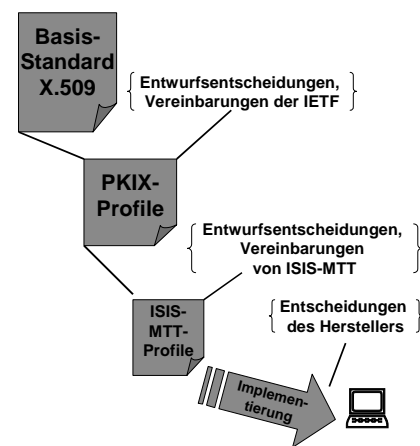 Basis-
Standard
X.509
Entwurfsentscheidungen,
Vereinbarungen der IETF
PKIX-
Profile
Entwurfsentscheidungen,
Vereinbarungen
von ISIS-MTT
ISIS-
MTT-
Profile
Entscheidungen
des Herstellers
Implemen-
tierung